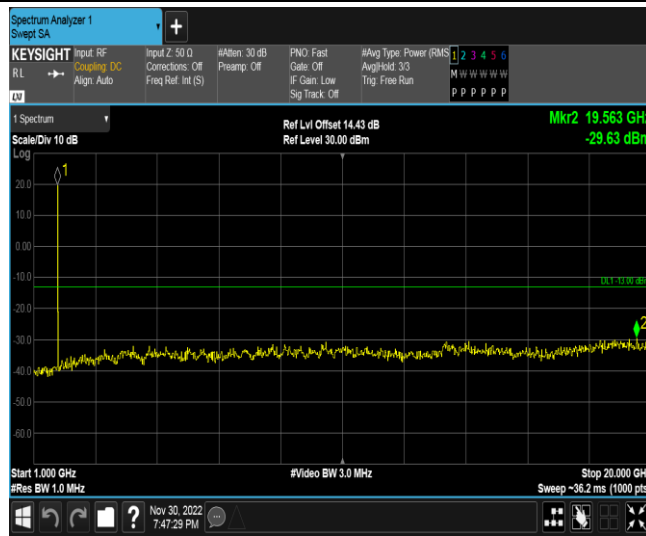 Spectrum Analyzer 1
Swept SA
KEYSIGHT
RL
LXI
Input: RF
Coupling: DC
Align: Auto
Input Z: 50 Ω
Corrections: Off
Freq Ref: Int (S)
#Atten: 30 dB
Preamp: Off
PNO: Fast
Gate: Off
IF Gain: Low
Sig Track: Off
#Avg Type: Power (RMS
Avg|Hold: 3/3
Trig: Free Run
1 2 3 4 5 6
M W W W W W
P P P P P P
1 Spectrum
Scale/Div 10 dB
Ref Lvl Offset 14.43 dB
Ref Level 30.00 dBm
Mkr2 19.563 GHz
-29.63 dBm
Log
1
20.0
10.0
0.00
-10.0
DL1 -13.00 dBm
-20.0
2
-30.0
-40.0
-50.0
-60.0
Start 1.000 GHz
#Res BW 1.0 MHz
#Video BW 3.0 MHz
Stop 20.000 GH
Sweep ~36.2 ms (1000 pts
?
Nov 30, 2022
7:47:29 PM